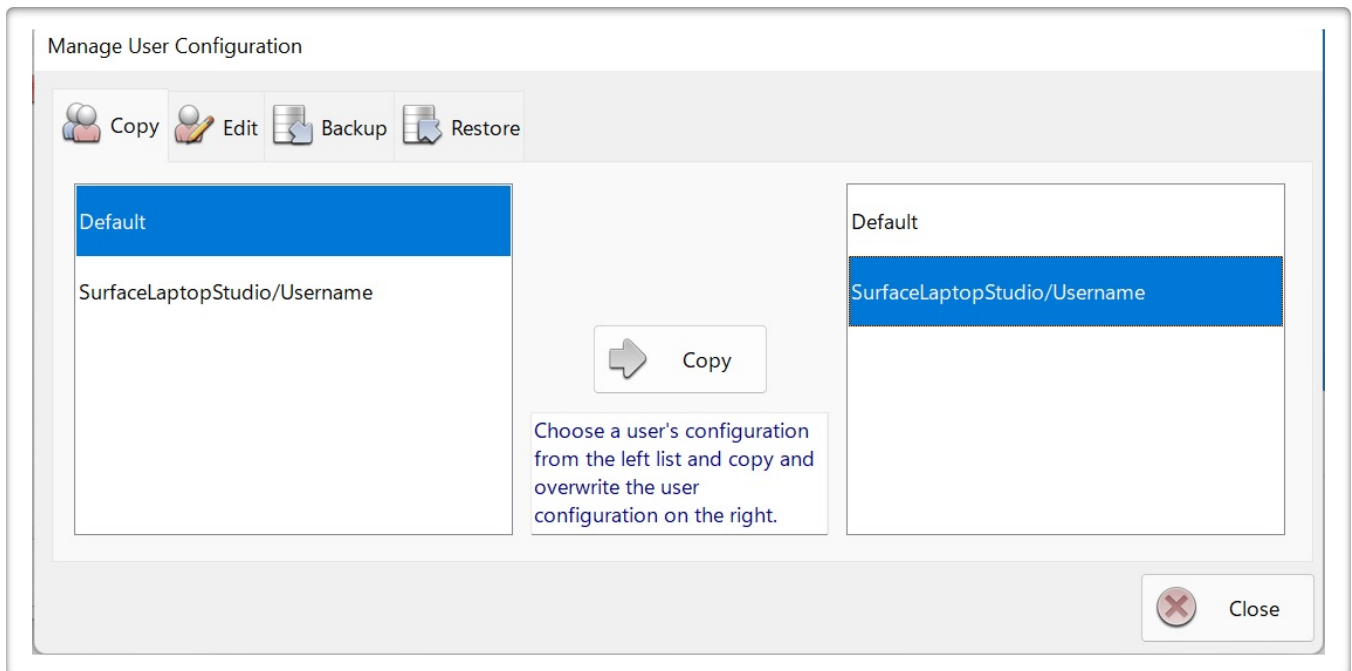 Manage User Configuration
Copy Edit Backup Restore
Default
SurfaceLaptopStudio/Username
Copy
Choose a user's configuration
from the left list and copy and
overwrite the user
configuration on the right.
Default
SurfaceLaptopStudio/Username
Close